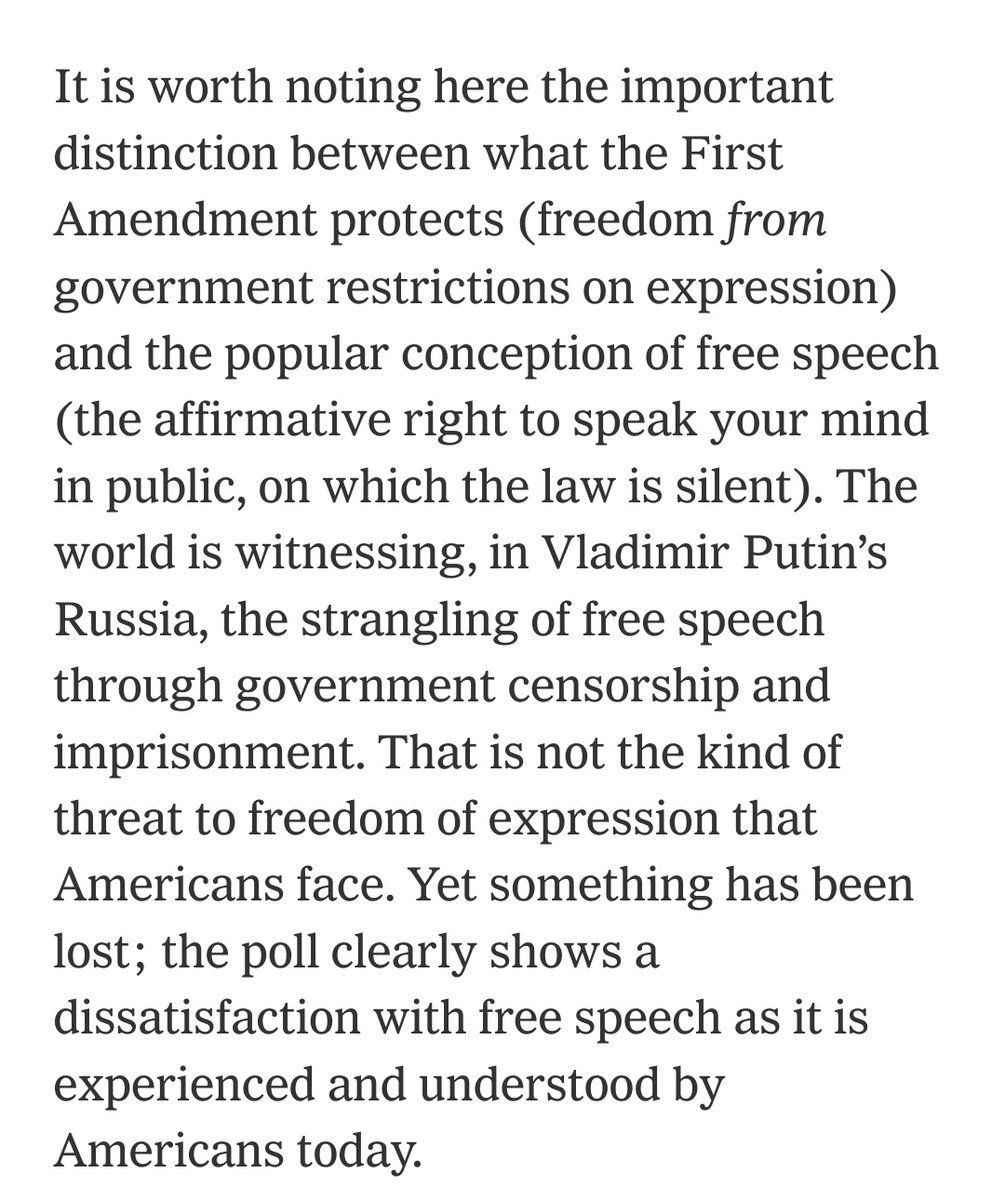 It is worth noting here the important
distinction between what the First
Amendment protects (freedom from
government restrictions on expression)
and the popular conception of free speech
(the affirmative right to speak your mind
in public, on which the law is silent). The
world is witnessing, in Vladimir Putin’s
Russia, the strangling of free speech
through government censorship and
imprisonment. That is not the kind of
threat to freedom of expression that
Americans face. Yet something has been
lost; the poll clearly shows a
dissatisfaction with free speech as it is
experienced and understood by
Americans today.